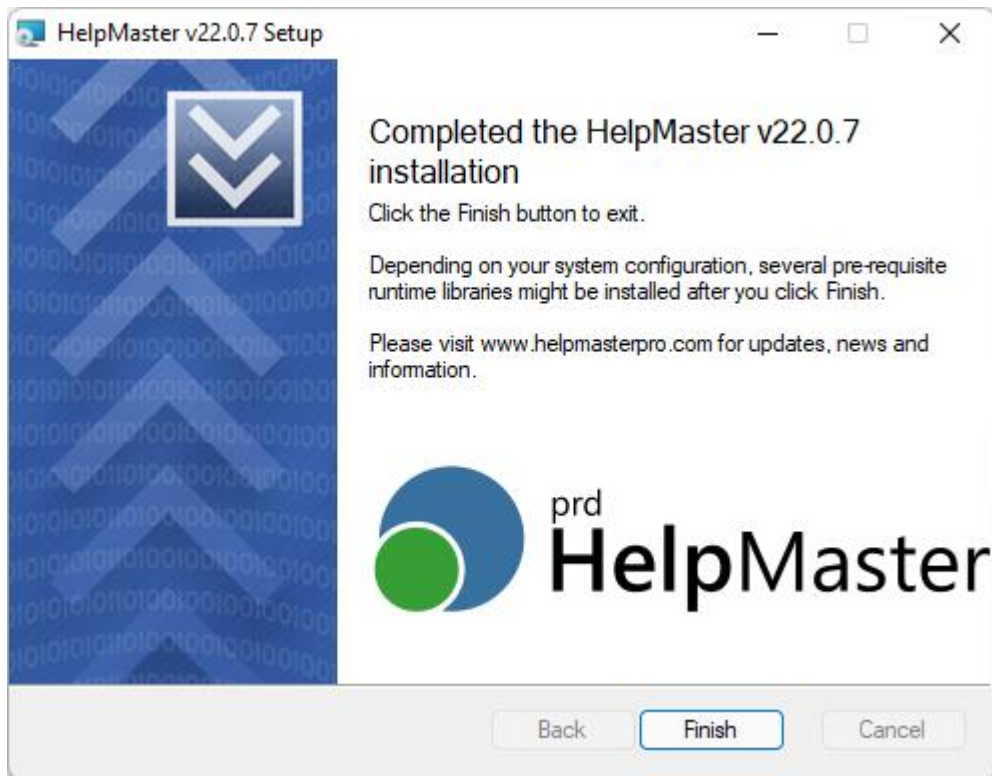 HelpMaster v22.0.7 Setup
Completed the HelpMaster v22.0.7
installation
Click the Finish button to exit.
Depending on your system configuration, several pre-requisite
runtime libraries might be installed after you click Finish.
Please visit www.helpmasterpro.com for updates, news and
information.
prd
HelpMaster
Back
Finish
Cancel